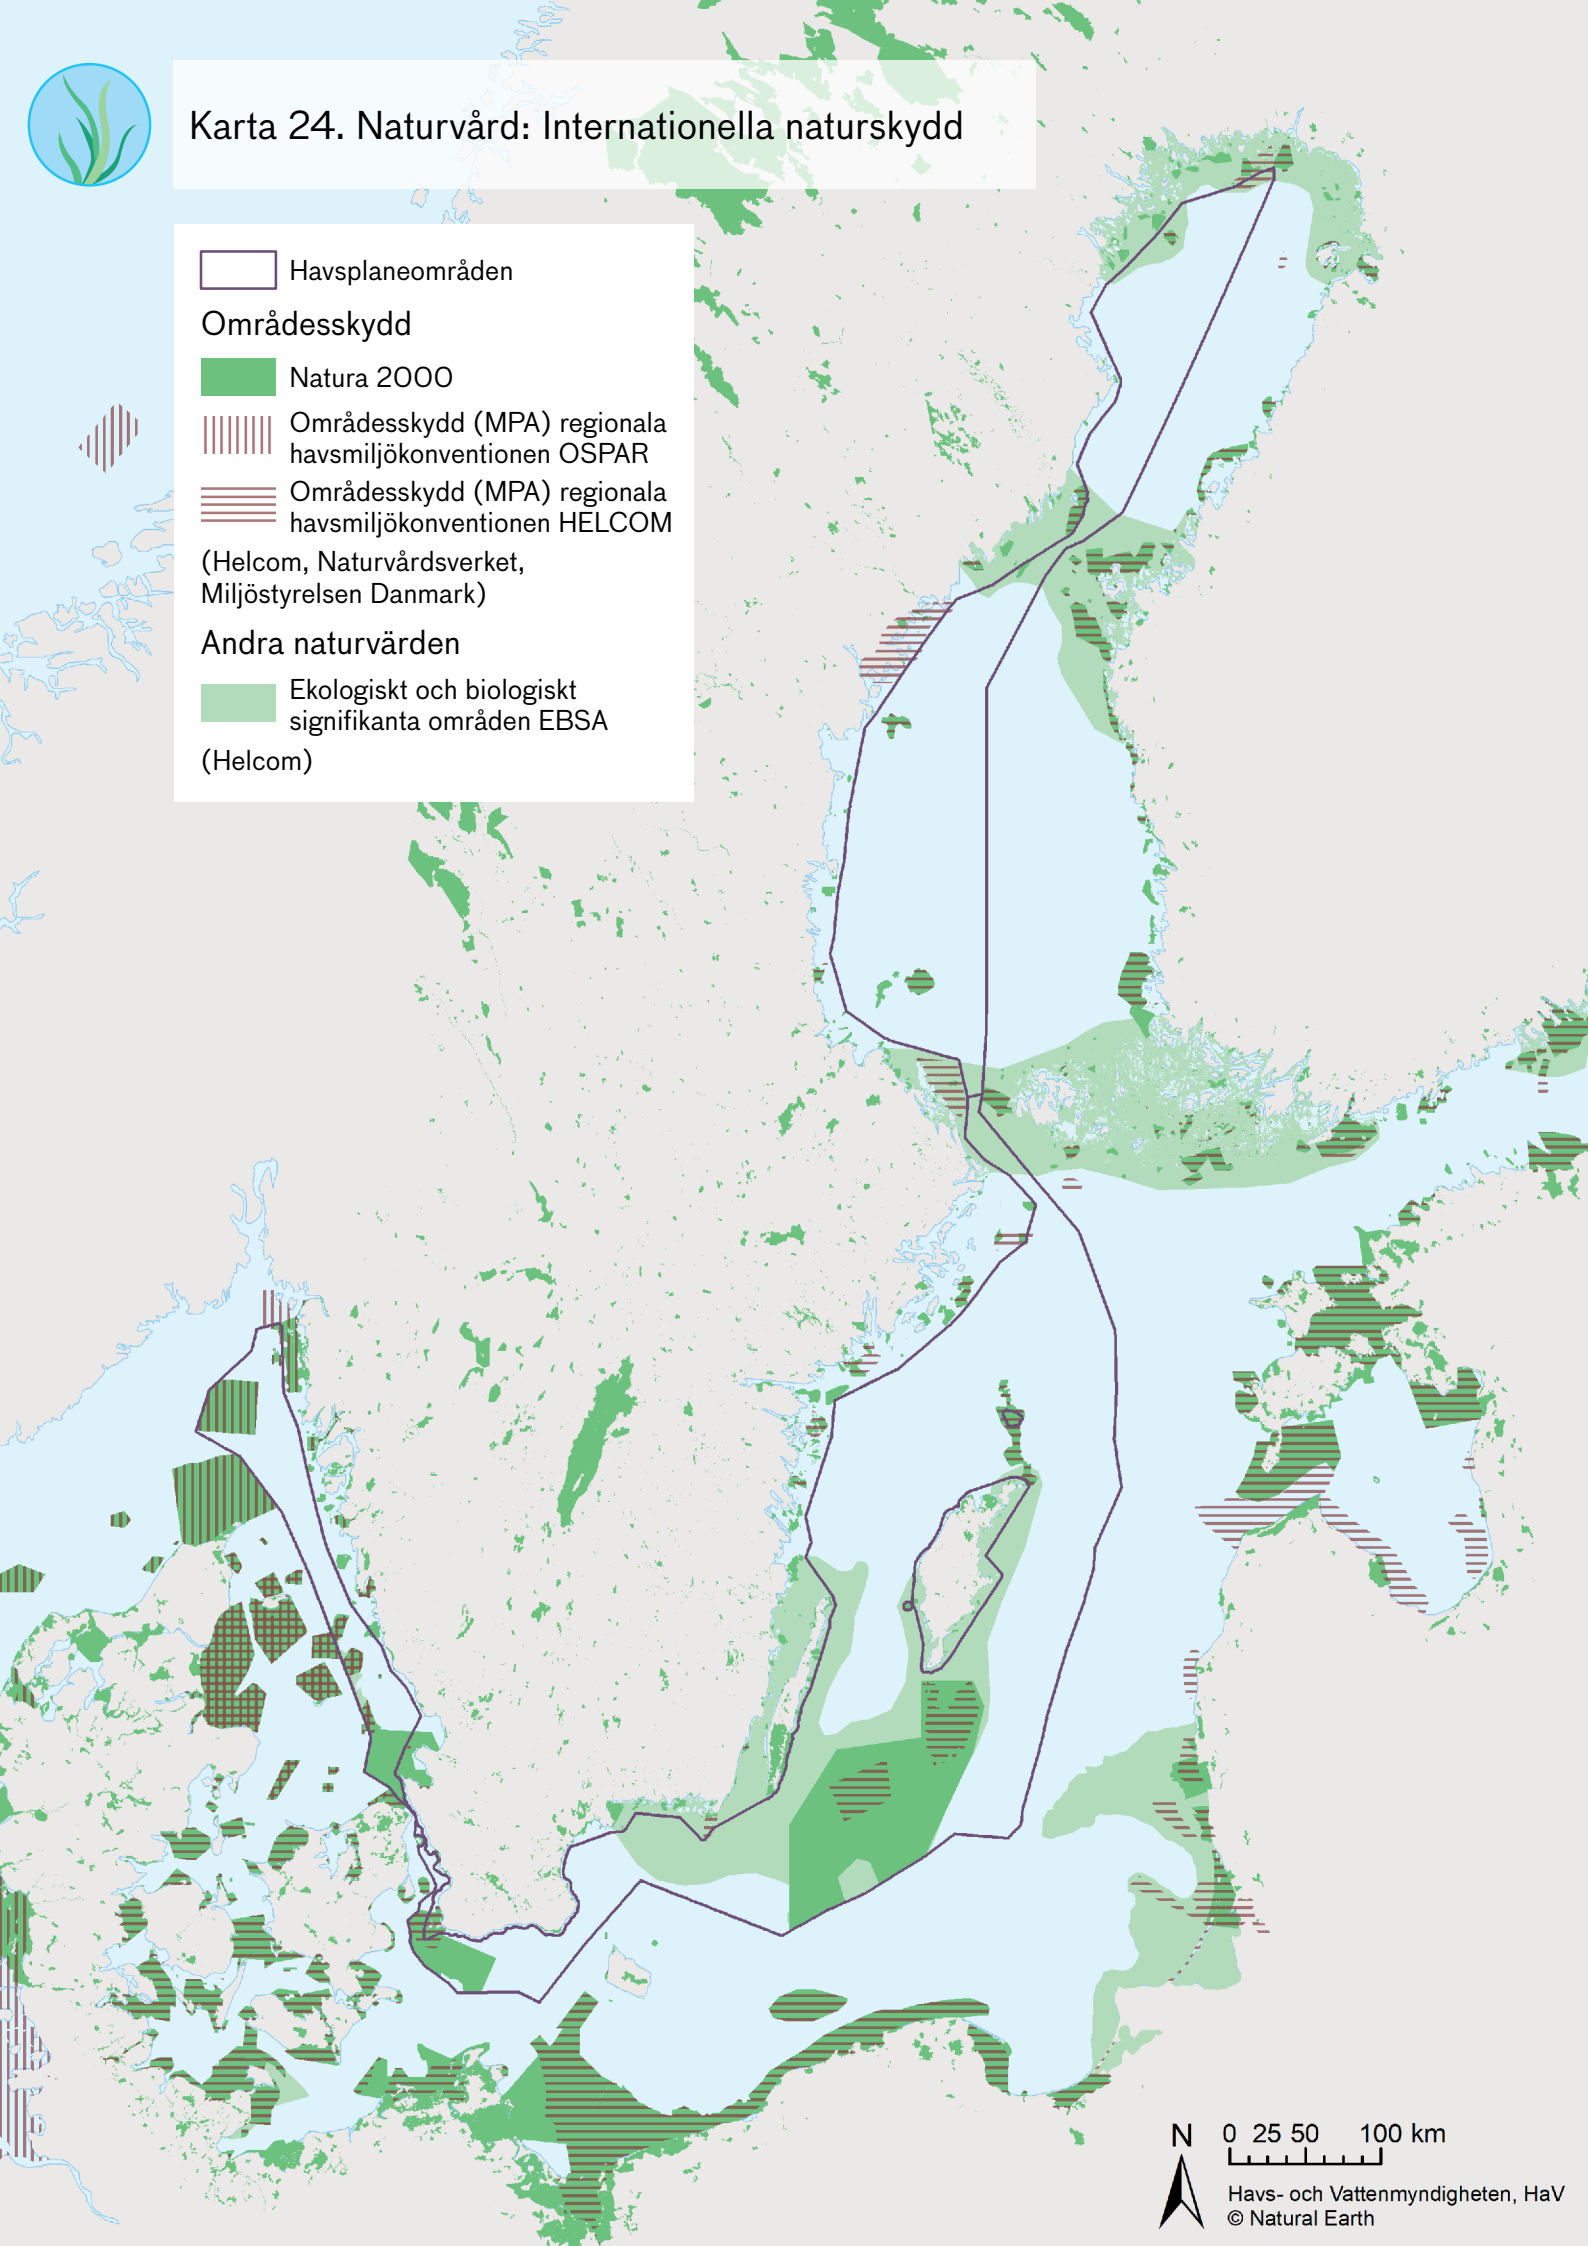 Karta 24. Naturvård: Internationella naturskydd
Havsplaneområden
Områdesskydd
Natura 2000
Områdesskydd (MPA) regionala
havsmiljökonventionen OSPAR
Områdesskydd (MPA) regionala
havsmiljökonventionen HELCOM
(Helcom, Naturvårdsverket,
Miljöstyrelsen Danmark)
Andra naturvärden
Ekologiskt och biologiskt
signifikanta områden EBSA
(Helcom)
N 0 25 50 100 km
Havs- och Vattenmyndigheten, HaV
© Natural Earth